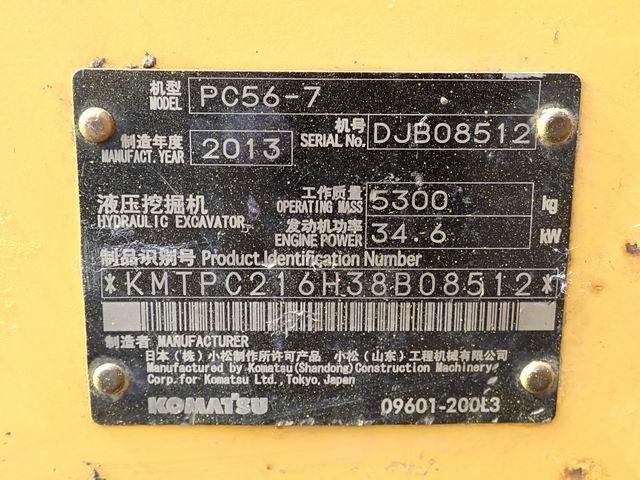 机型 MODEL PC56-7
机号 SERIAL No. DJB08512
制造年度 MANUFACT. YEAR 2013
液压挖掘机 HYDRAULIC EXCAVATOR
工作质量 OPERATING MASS 5300 kg
发动机功率 ENGINE POWER 34.6 kW
制品识别号 Product Identification Number
*KMTPC216H38B08512*
制造者 MANUFACTURER
日本(株)小松制作所许可产品 小松(山东)工程机械有限公司
Manufactured by Komatsu(Shandong)Construction Machinery
Corp.for Komatsu Ltd.,Tokyo,Japan
KOMATSU 09601-200L3